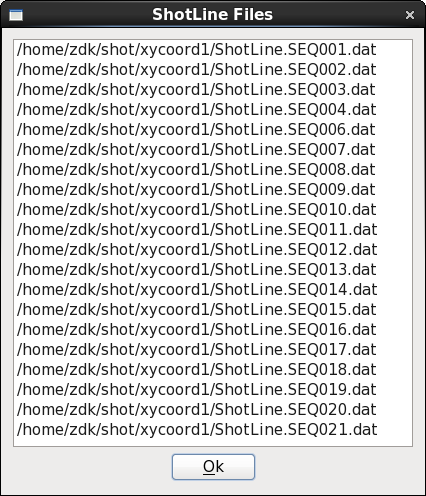 ShotLine Files
/home/zdk/shot/xycoord1/ShotLine.SEQ001.dat
/home/zdk/shot/xycoord1/ShotLine.SEQ002.dat
/home/zdk/shot/xycoord1/ShotLine.SEQ003.dat
/home/zdk/shot/xycoord1/ShotLine.SEQ004.dat
/home/zdk/shot/xycoord1/ShotLine.SEQ006.dat
/home/zdk/shot/xycoord1/ShotLine.SEQ007.dat
/home/zdk/shot/xycoord1/ShotLine.SEQ008.dat
/home/zdk/shot/xycoord1/ShotLine.SEQ009.dat
/home/zdk/shot/xycoord1/ShotLine.SEQ010.dat
/home/zdk/shot/xycoord1/ShotLine.SEQ011.dat
/home/zdk/shot/xycoord1/ShotLine.SEQ012.dat
/home/zdk/shot/xycoord1/ShotLine.SEQ013.dat
/home/zdk/shot/xycoord1/ShotLine.SEQ014.dat
/home/zdk/shot/xycoord1/ShotLine.SEQ015.dat
/home/zdk/shot/xycoord1/ShotLine.SEQ016.dat
/home/zdk/shot/xycoord1/ShotLine.SEQ017.dat
/home/zdk/shot/xycoord1/ShotLine.SEQ018.dat
/home/zdk/shot/xycoord1/ShotLine.SEQ019.dat
/home/zdk/shot/xycoord1/ShotLine.SEQ020.dat
/home/zdk/shot/xycoord1/ShotLine.SEQ021.dat
Ok